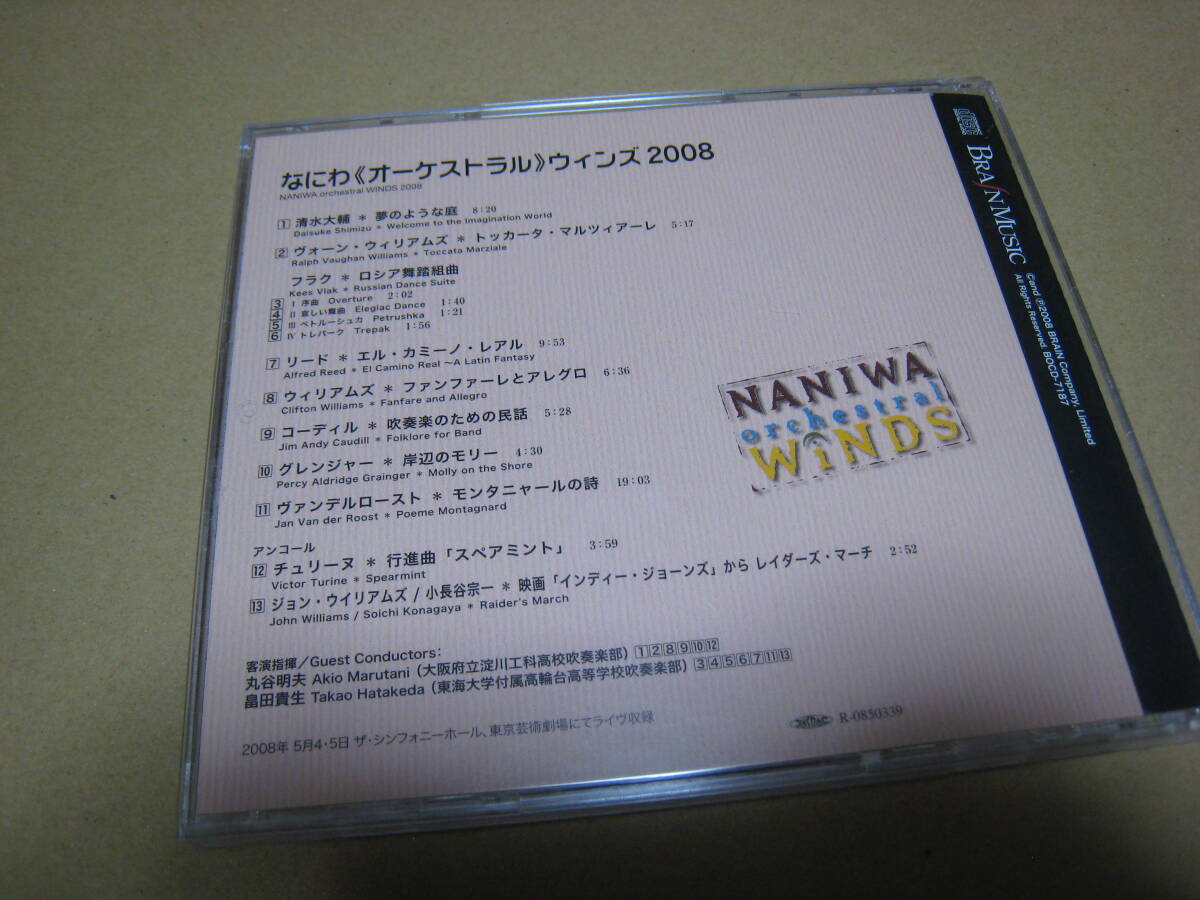 なにわ《オーケストラル》ウィンズ 2008
NANIWA orchestral WINDS 2008
1 清水大輔 * 夢のような庭 8:20
Daisuke Shimizu * Welcome to the Imagination World
2 ヴォーン・ウィリアムズ * トッカータ・マルツィアーレ 5:17
Ralph Vaughan Williams * Toccata Marziale
フラク * ロシア舞踏組曲
Kees Vlak * Russian Dance Suite
3 I 序曲 Overture 2:02
4 II 哀しい舞曲 Elegiac Dance 1:40
5 III ペトルーシュカ Petrushka 1:21
6 IV トレパーク Trepak 1:56
7 リード * エル・カミーノ・レアル 9:53
Alfred Reed * El Camino Real 〜A Latin Fantasy
8 ウィリアムズ * ファンファーレとアレグロ 6:36
Clifton Williams * Fanfare and Allegro
9 コーディル * 吹奏楽のための民話 5:28
Jim Andy Caudill * Folklore for Band
10 グレンジャー * 岸辺のモリー 4:30
Percy Aldridge Grainger * Molly on the Shore
11 ヴァンデルロースト * モンタニャールの詩 19:03
Jan Van der Roost * Poeme Montagnard
アンコール
12 チュリーヌ * 行進曲「スペアミント」 3:59
Victor Turine * Spearmint
13 ジョン・ウイリアムズ / 小長谷宗一 * 映画「インディー・ジョーンズ」から レイダーズ・マーチ 2:52
John Williams / Soichi Konagaya * Raider's March
客演指揮／Guest Conductors:
丸谷明夫 Akio Marutani (大阪府立淀川工科高校吹奏楽部) 1 2 8 9 10 12
畠田貴生 Takao Hatakeda (東海大学付属高輪台高等学校吹奏楽部) 3 4 5 6 7 11 13
2008年 5月4・5日 ザ・シンフォニーホール、東京芸術劇場にてライヴ収録
R-0850339
NANIWA
orchestral
WiNDS
BRAIN MUSIC
©and ℗2008 BRAIN Company, Limited
All Rights Reserved. BOCD-7187